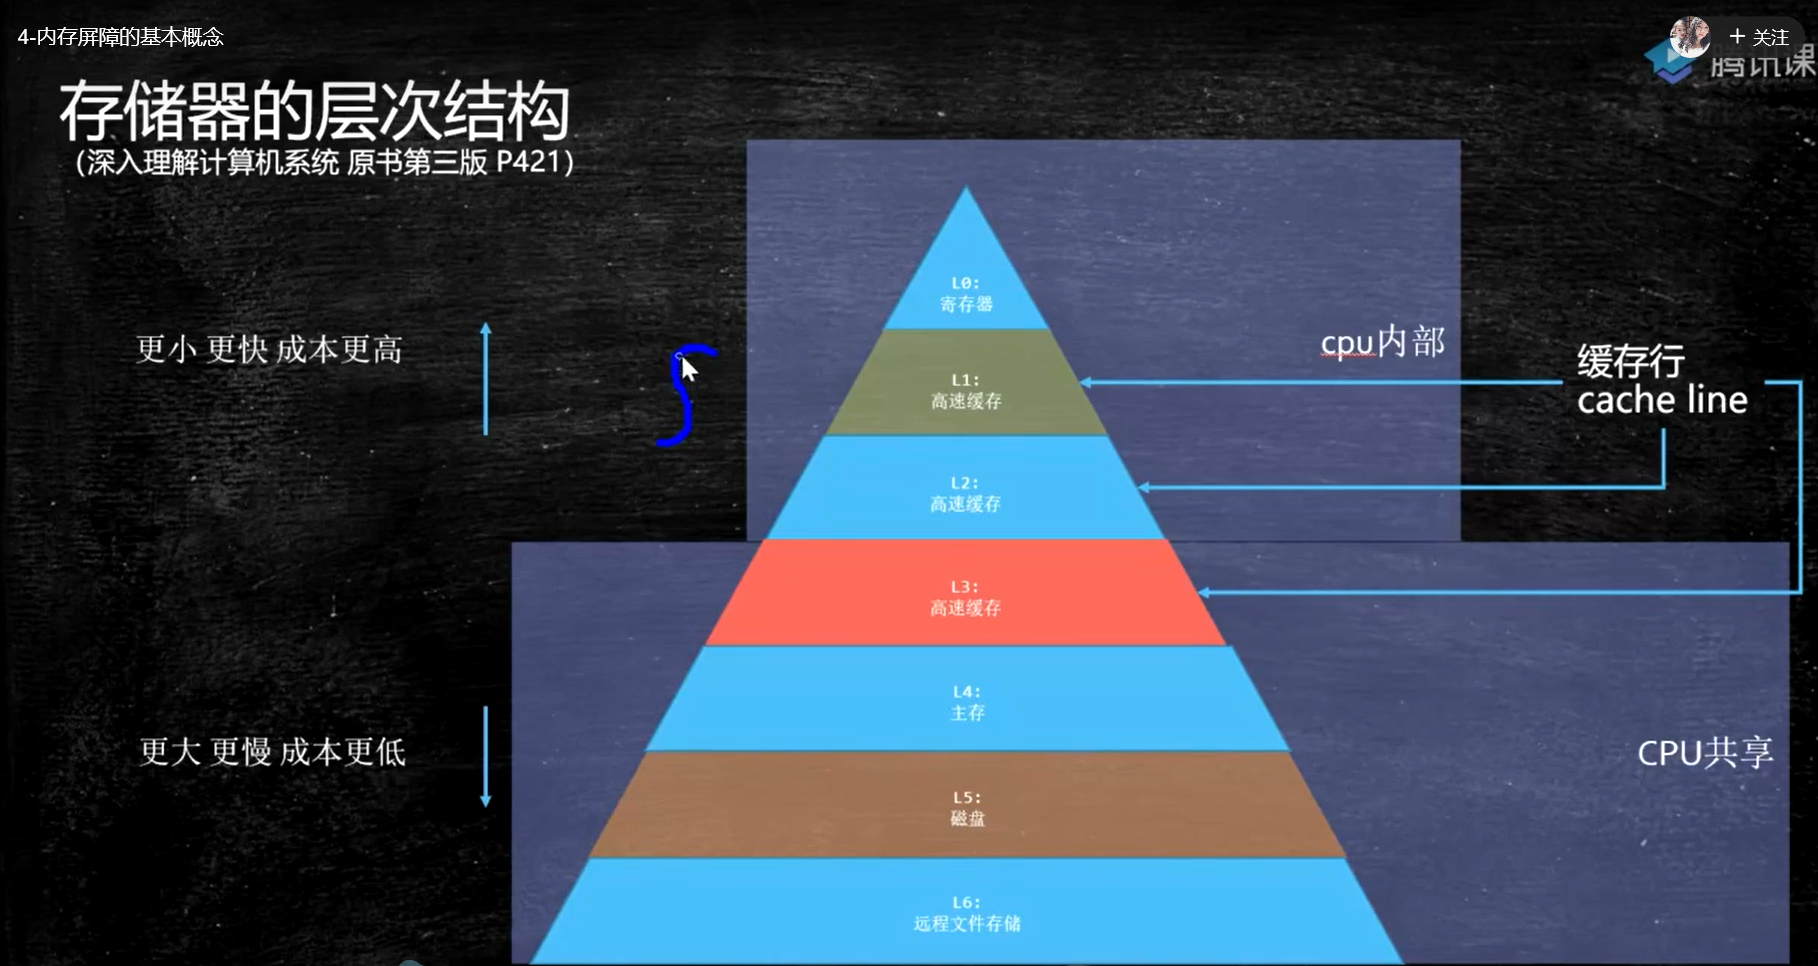 4-内存屏障的基本概念
+ 关注
腾讯课
存储器的层次结构
（深入理解计算机系统 原书第三版 P421）
L0:
寄存器
更小 更快 成本更高
cpu内部
缓存行
cache line
L1:
高速缓存
L2:
高速缓存
L3:
高速缓存
L4:
主存
更大 更慢 成本更低
CPU共享
L5:
磁盘
L6:
远程文件存储